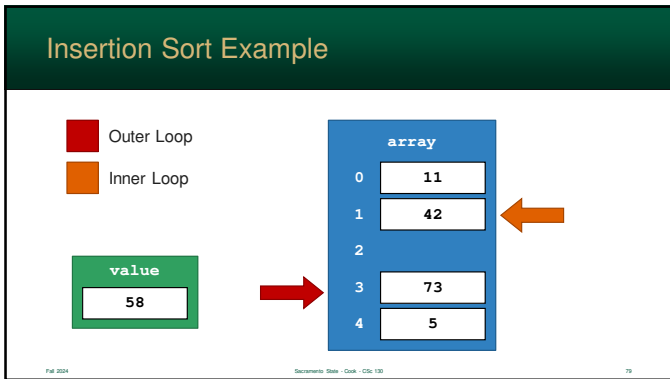 Insertion Sort Example
Outer Loop
Inner Loop
array
0 11
1 42
2
3 73
4 5
value
58
Fall 2024
Sacramento State - Cook - CSc 130
79